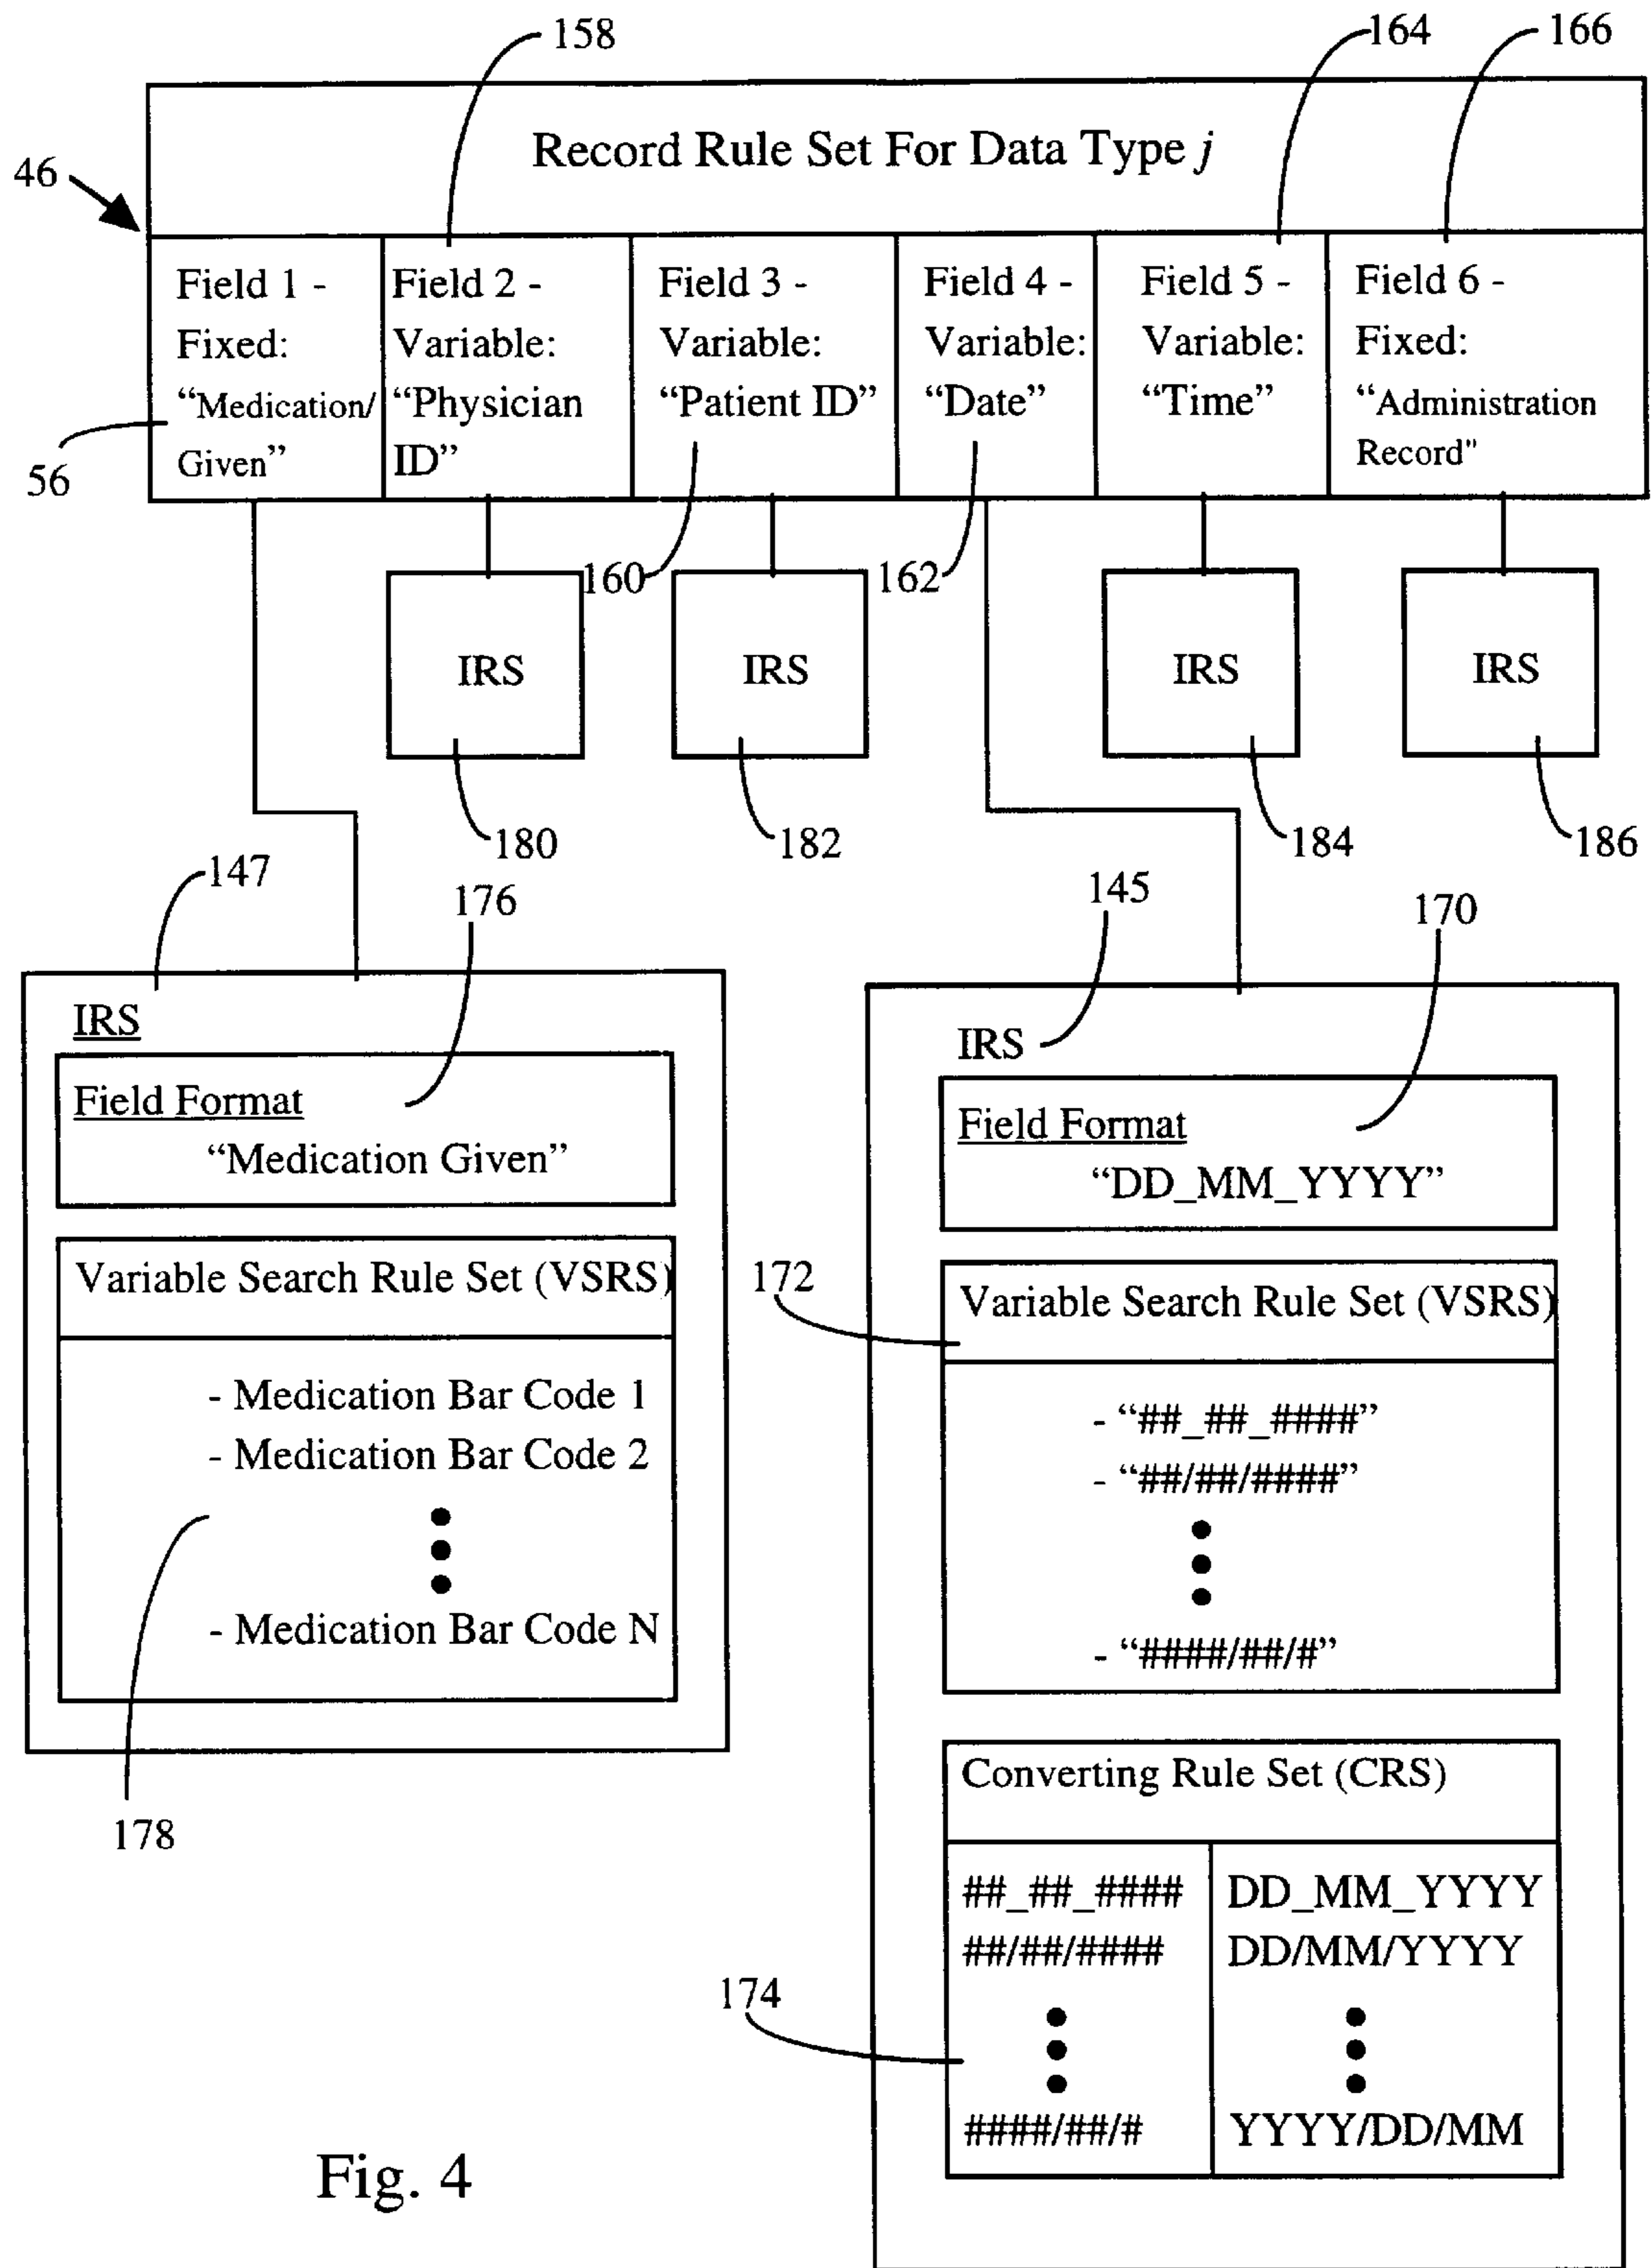 158
164
166
Record Rule Set For Data Type j
46
Field 1 -
Fixed:
“Medication/
Given”
Field 2 -
Variable:
“Physician
ID”
Field 3 -
Variable:
“Patient ID”
Field 4 -
Variable:
“Date”
Field 5 -
Variable:
“Time”
Field 6 -
Fixed:
“Administration
Record"
56
160
162
IRS
IRS
IRS
IRS
180
182
184
186
147
176
IRS
Field Format
“Medication Given”
Variable Search Rule Set (VSRS)
- Medication Bar Code 1
- Medication Bar Code 2
- Medication Bar Code N
178
145
170
IRS
Field Format
“DD_MM_YYYY”
172
Variable Search Rule Set (VSRS)
- “##_##_####”
- “##/##/####”
- “####/##/#”
Converting Rule Set (CRS)
##_##_#### DD_MM_YYYY
##/##/#### DD/MM/YYYY
174
####/##/# YYYY/DD/MM
Fig. 4